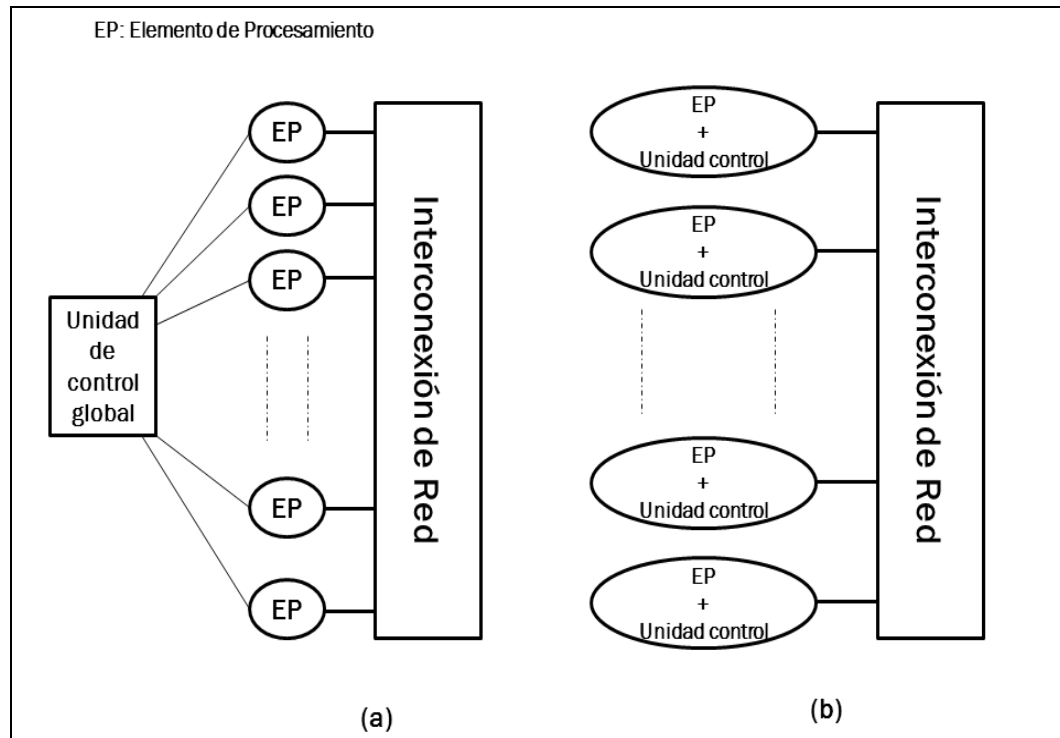 EP: Elemento de Procesamiento
EP
EP
EP
EP
EP
Unidad
de
control
global
Interconexión de Red
(a)
EP
+
Unidad control
EP
+
Unidad control
EP
+
Unidad control
EP
+
Unidad control
Interconexión de Red
(b)